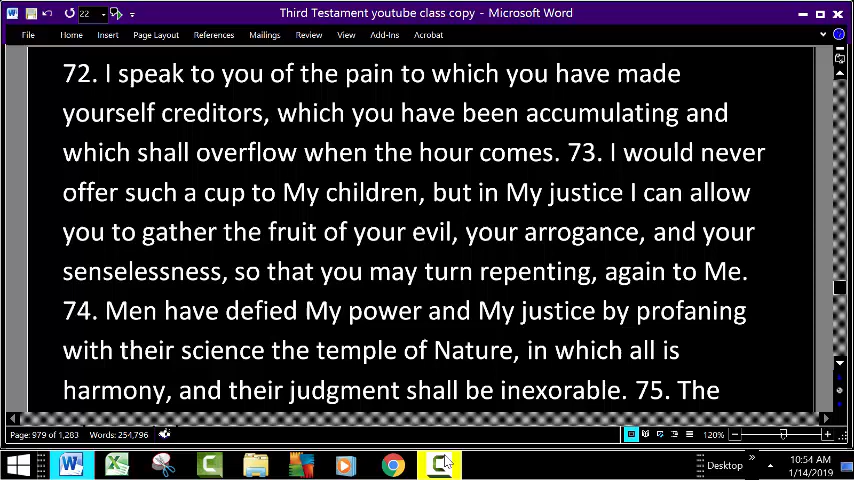 22
Third Testament youtube class copy - Microsoft Word
File Home Insert Page Layout References Mailings Review View Add-Ins Acrobat
72. I speak to you of the pain to which you have made
yourself creditors, which you have been accumulating and
which shall overflow when the hour comes. 73. I would never
offer such a cup to My children, but in My justice I can allow
you to gather the fruit of your evil, your arrogance, and your
senselessness, so that you may turn repenting, again to Me.
74. Men have defied My power and My justice by profaning
with their science the temple of Nature, in which all is
harmony, and their judgment shall be inexorable. 75. The
Page: 979 of 1,283 Words: 254,796 120%
Desktop
10:54 AM
1/14/2019